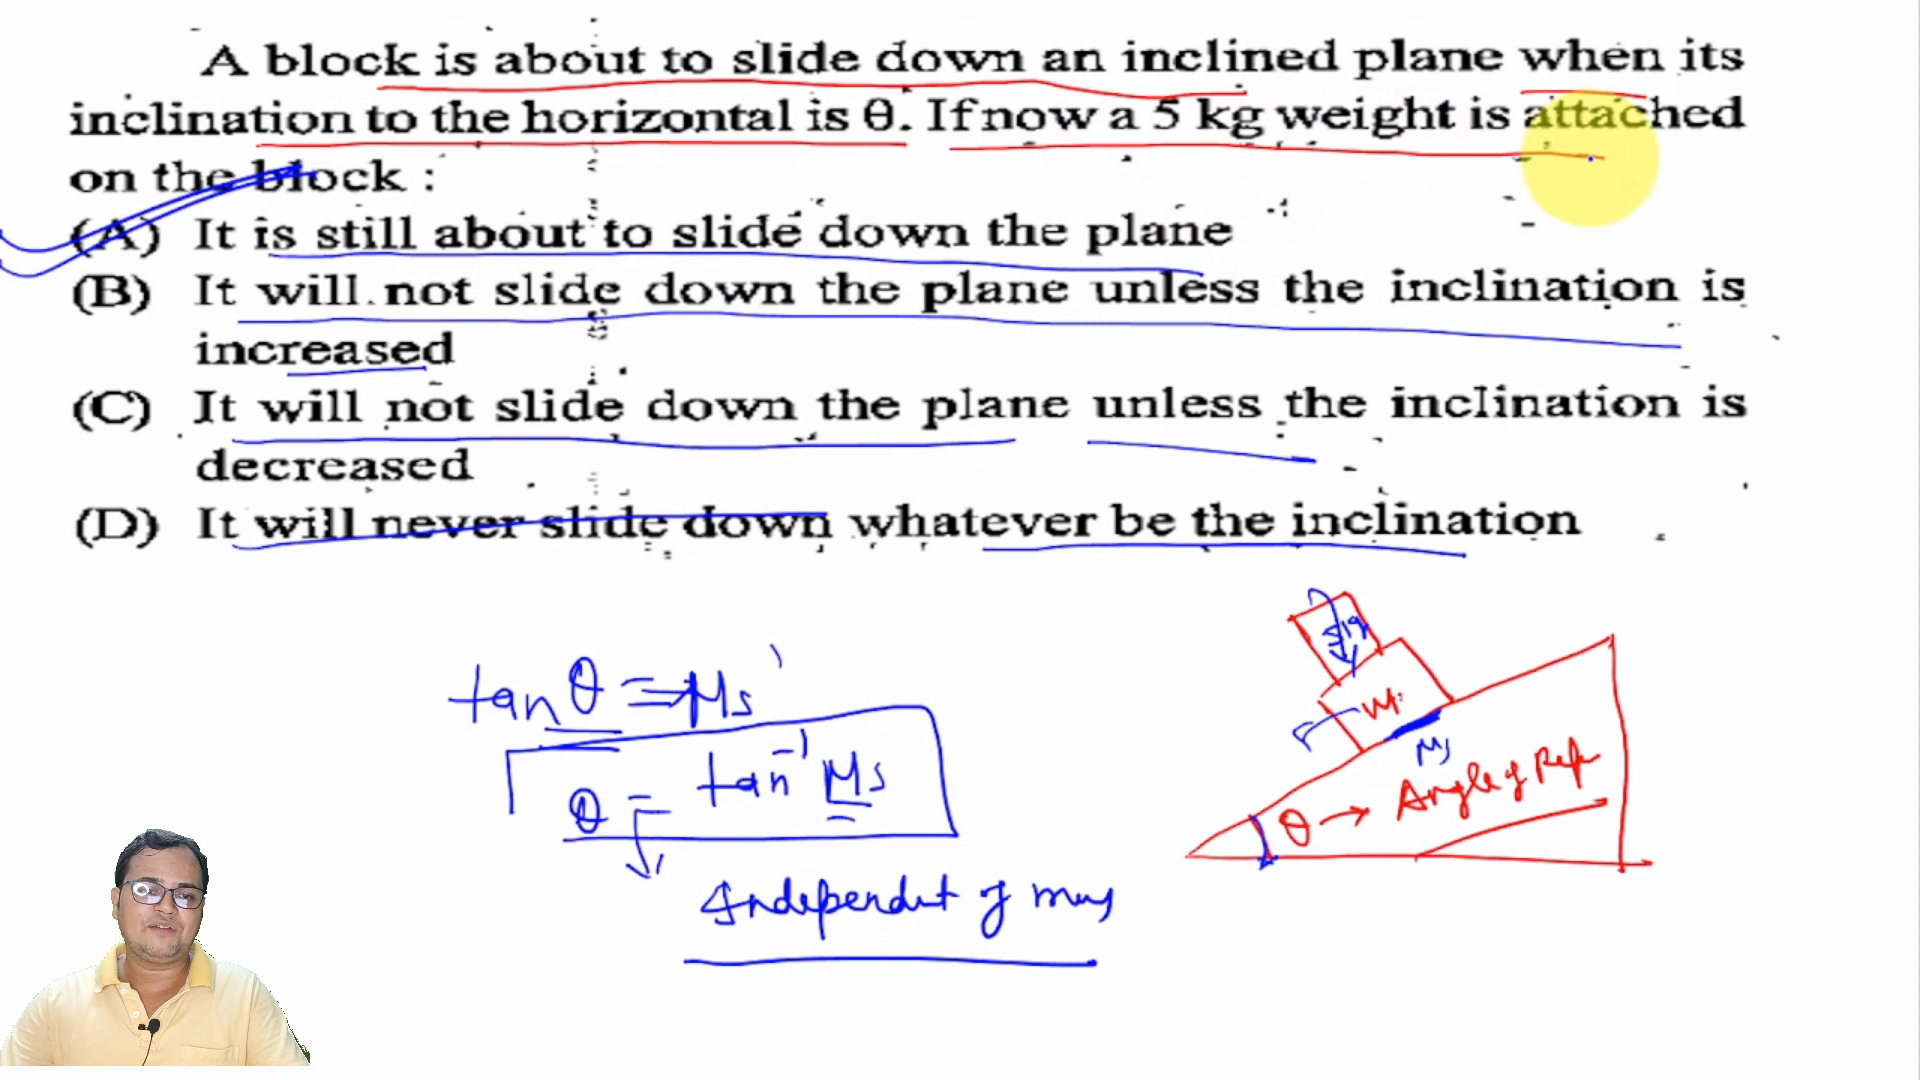 A block is about to slide down an inclined plane when its
inclination to the horizontal is θ. If now a 5 kg weight is attached
on the block :
(A) It is still about to slide down the plane
(B) It will not slide down the plane unless the inclination is
increased
(C) It will not slide down the plane unless the inclination is
decreased
(D) It will never slide down whatever be the inclination
tan θ = Ms
θ = tan⁻¹ Ms
Independent of mass
M
Ms
θ → Angle of Rep